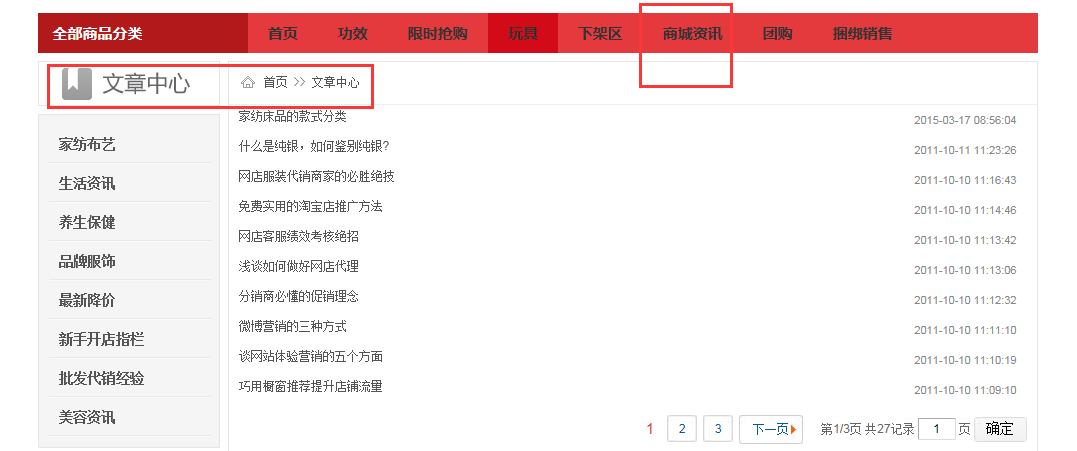 全部商品分类 首页 功效 限时抢购 玩具 下架区 商城资讯 团购 捆绑销售
文章中心
首页 >> 文章中心
家纺布艺
生活资讯
养生保健
品牌服饰
最新降价
新手开店指栏
批发代销经验
美容资讯
家纺床品的款式分类 2015-03-17 08:56:04
什么是纯银，如何鉴别纯银? 2011-10-11 11:23:26
网店服装代销商家的必胜绝技 2011-10-10 11:16:43
免费实用的淘宝店推广方法 2011-10-10 11:14:46
网店客服绩效考核绝招 2011-10-10 11:13:42
浅谈如何做好网店代理 2011-10-10 11:13:06
分销商必懂的促销理念 2011-10-10 11:12:32
微博营销的三种方式 2011-10-10 11:11:10
谈网站体验营销的五个方面 2011-10-10 11:10:19
巧用橱窗推荐提升店铺流量 2011-10-10 11:09:10
1 2 3 下一页 第1/3页 共27记录 1 页 确定